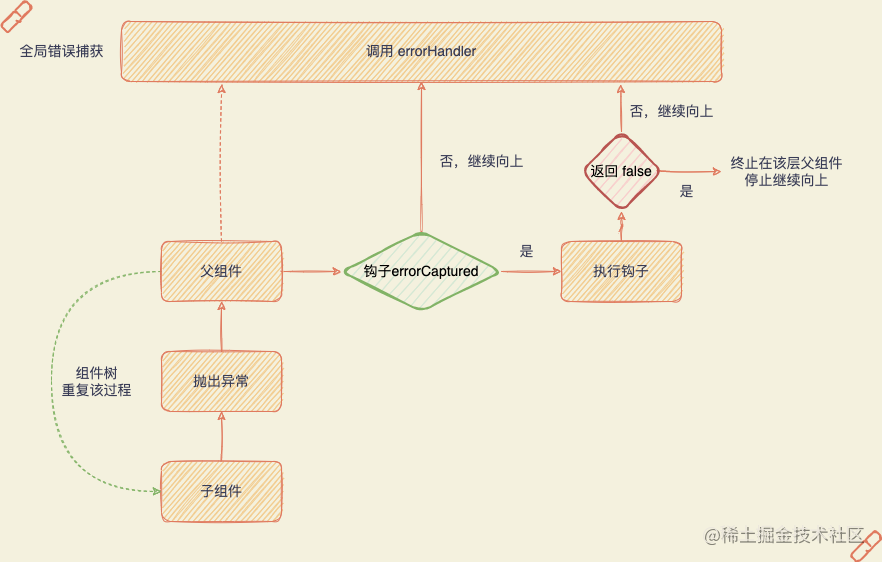 全局错误捕获
调用 errorHandler
否，继续向上
否，继续向上
返回 false
是
终止在该层父组件
停止继续向上
父组件
钩子errorCaptured
是
执行钩子
组件树
重复该过程
抛出异常
子组件
@稀土掘金技术社区